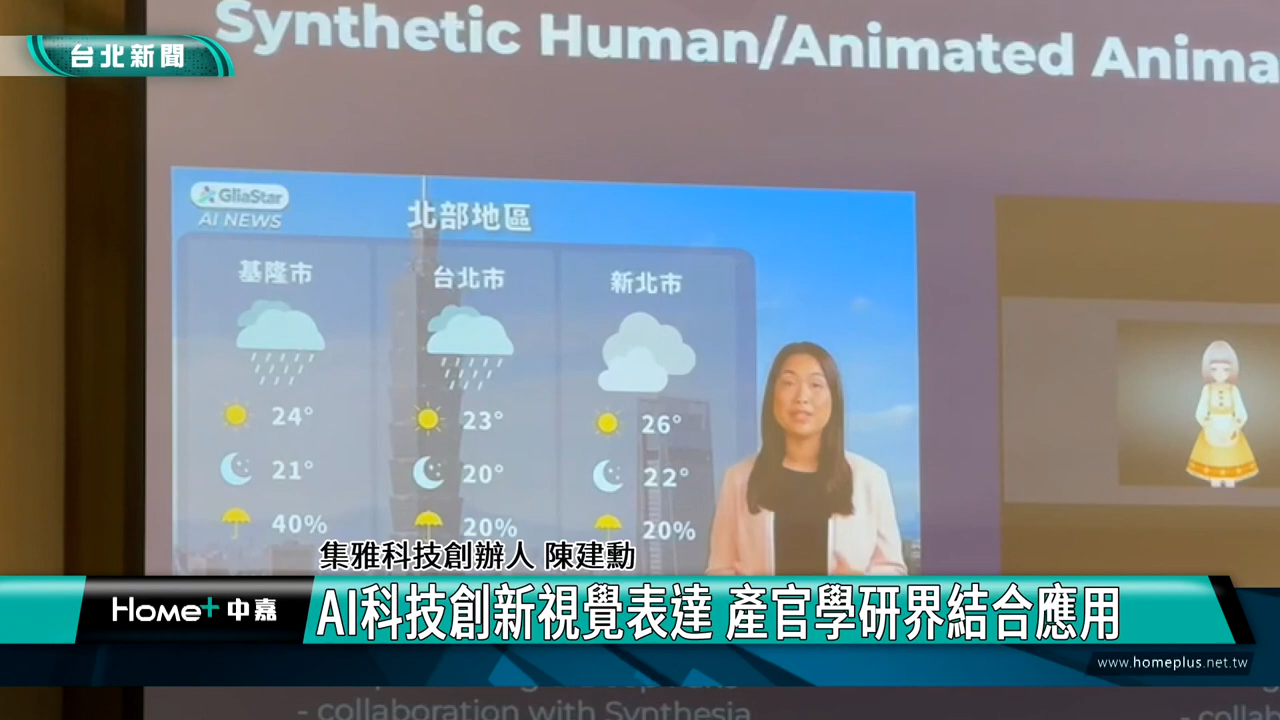 Synthetic Human/Animated Anima
台北新聞
GliaStar
AI NEWS
北部地區
基隆市
台北市
新北市
24°
23°
26°
21°
20°
22°
40%
20%
20%
集雅科技創辦人 陳建勳
Home+ 中嘉
AI科技創新視覺表達 產官學研界結合應用
www.homeplus.net.tw
- collaboration with Synthesia
- collab